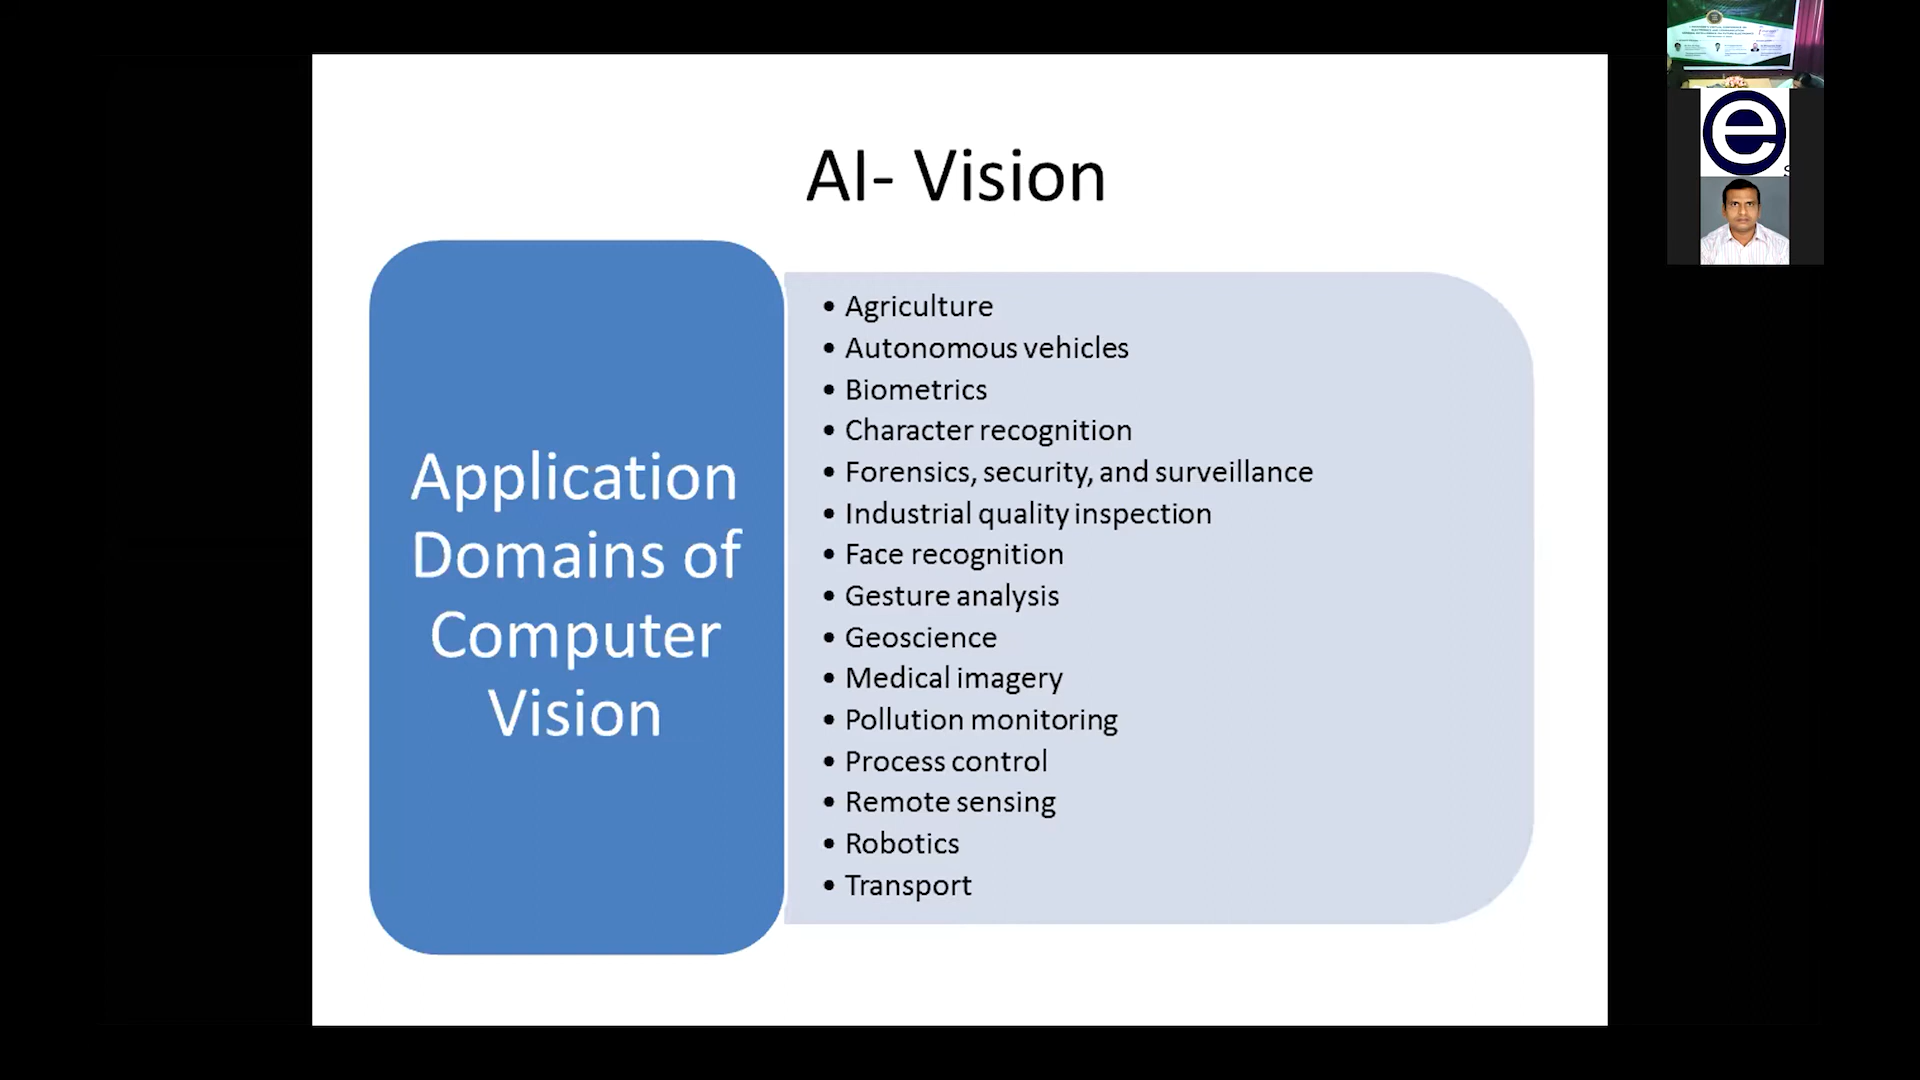 AI- Vision
Application
Domains of
Computer
Vision
• Agriculture
• Autonomous vehicles
• Biometrics
• Character recognition
• Forensics, security, and surveillance
• Industrial quality inspection
• Face recognition
• Gesture analysis
• Geoscience
• Medical imagery
• Pollution monitoring
• Process control
• Remote sensing
• Robotics
• Transport
e